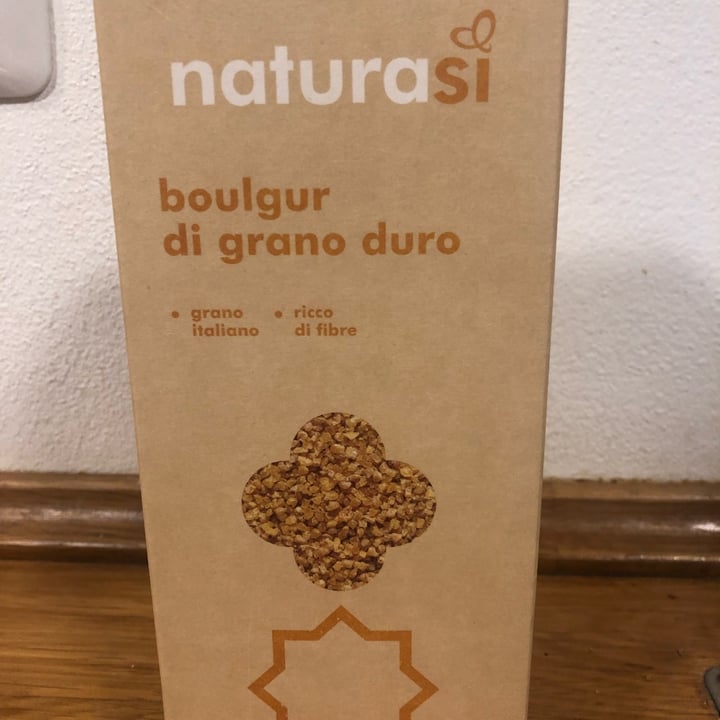 naturasì
boulgur
di grano duro
• grano • ricco
italiano di fibre